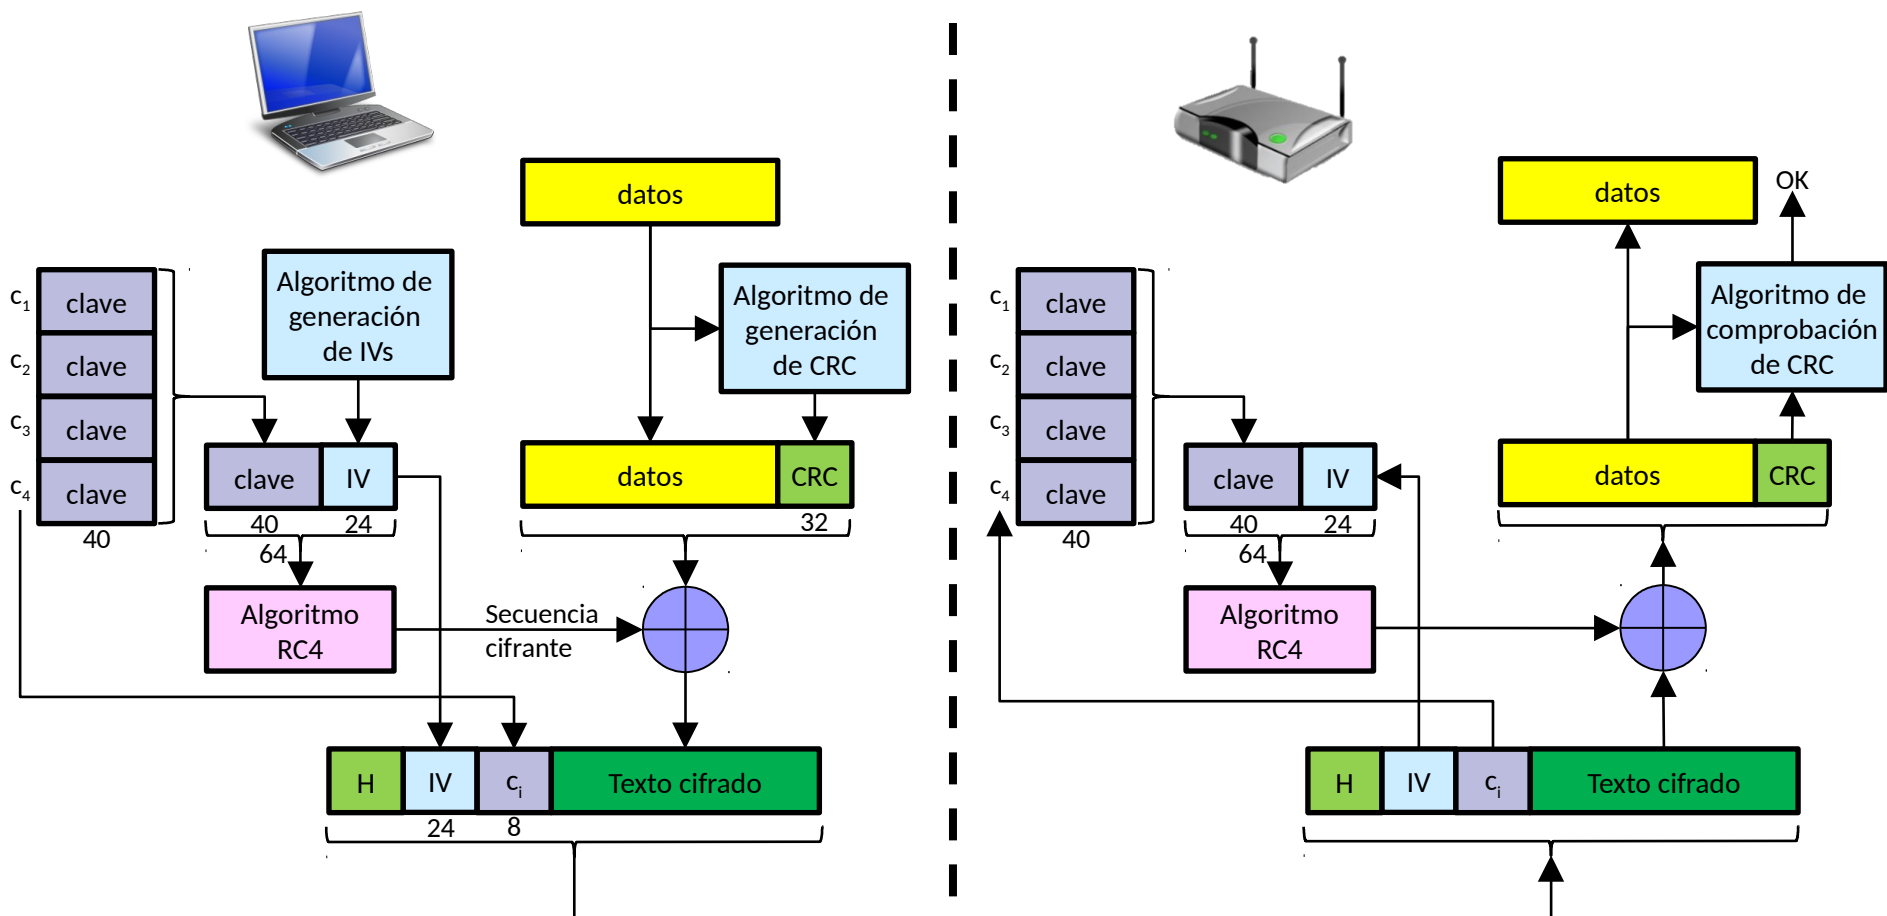 datos
Algoritmo de
generación
de IVs
Algoritmo de
generación
de CRC
c1
clave
c2
clave
c3
clave
c4
clave
40
clave
IV
40
24
64
datos
CRC
32
Algoritmo
RC4
Secuencia
cifrante
H
IV
ci
Texto cifrado
24
8
datos
OK
Algoritmo de
comprobación
de CRC
c1
clave
c2
clave
c3
clave
c4
clave
40
clave
IV
40
24
64
datos
CRC
Algoritmo
RC4
H
IV
ci
Texto cifrado